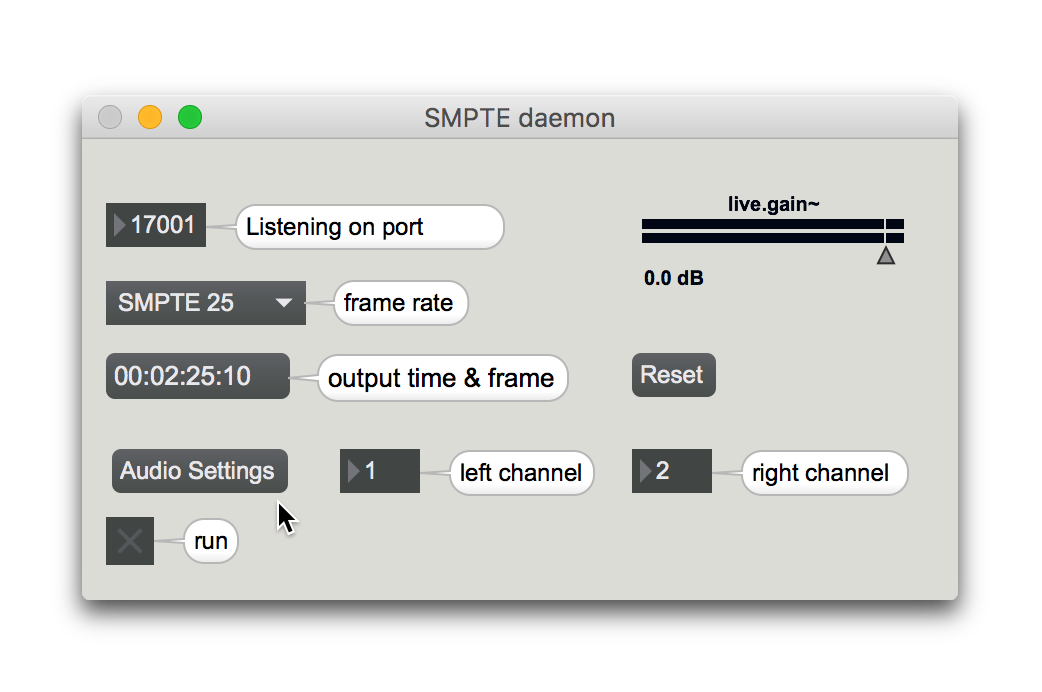 SMPTE daemon
17001
Listening on port
live.gain~
0.0 dB
SMPTE 25
frame rate
00:02:25:10
output time & frame
Reset
Audio Settings
1
left channel
2
right channel
run